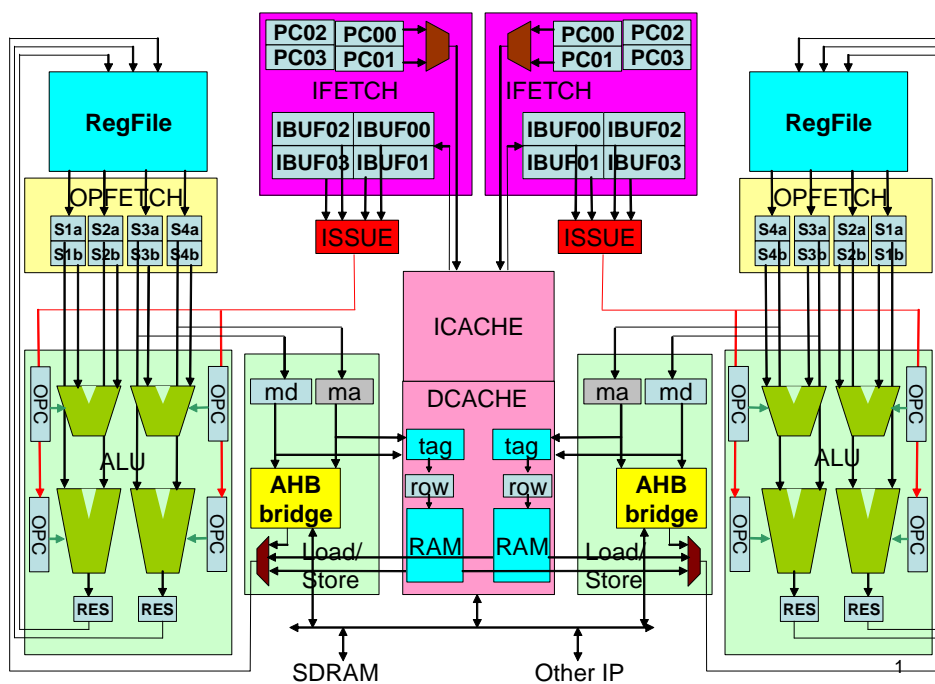 PC02 PC00
PC03 PC01
IFETCH
IBUF02 IBUF00
IBUF03 IBUF01
PC00 PC02
PC01 PC03
IFETCH
IBUF00 IBUF02
IBUF01 IBUF03
RegFile
RegFile
OPFETCH
S1a S2a S3a S4a
S1b S2b S3b S4b
ISSUE
ISSUE
OPFETCH
S4a S3a S2a S1a
S4b S3b S2b S1b
ICACHE
DCACHE
OPC
OPC
ALU
OPC
OPC
RES
RES
md
ma
AHB
bridge
Load/
Store
tag
row
RAM
tag
row
RAM
ma
md
AHB
bridge
Load/
Store
OPC
OPC
ALU
OPC
OPC
RES
RES
SDRAM
Other IP
1